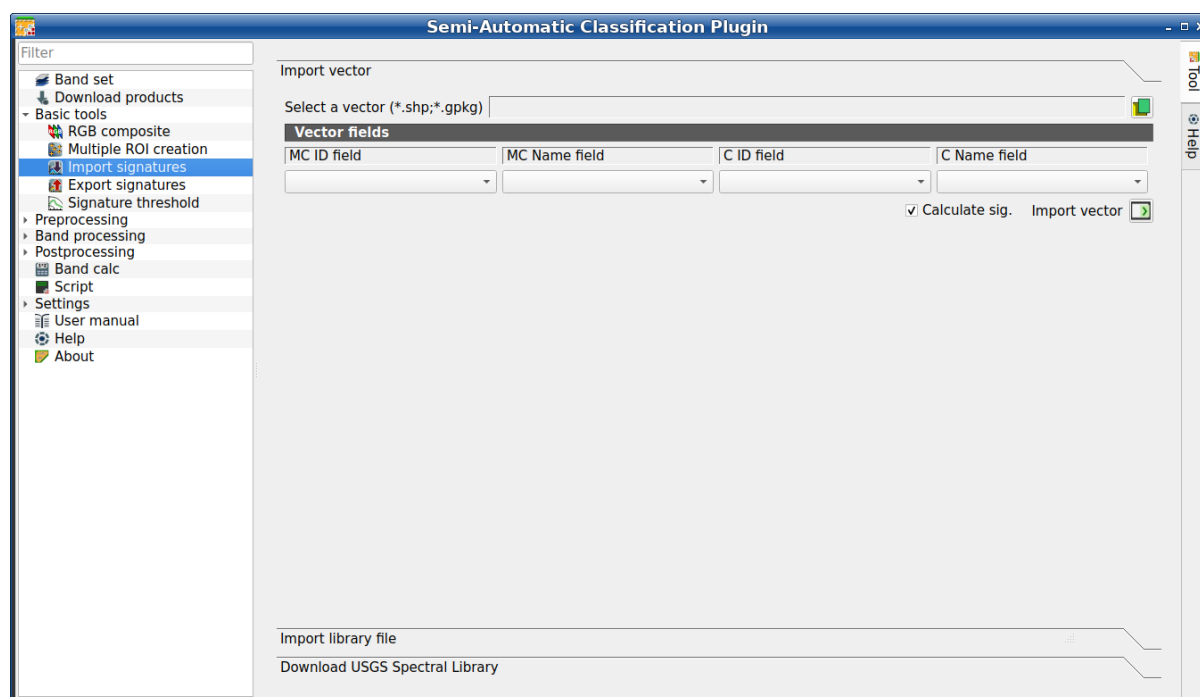 Semi-Automatic Classification Plugin
Filter
Band set
Download products
Basic tools
RGB composite
Multiple ROI creation
Import signatures
Export signatures
Signature threshold
Preprocessing
Band processing
Postprocessing
Band calc
Script
Settings
User manual
Help
About
Import vector
Select a vector (*.shp;*.gpkg)
Vector fields
MC ID field MC Name field C ID field C Name field
Calculate sig. Import vector
Import library file
Download USGS Spectral Library
Tool
Help